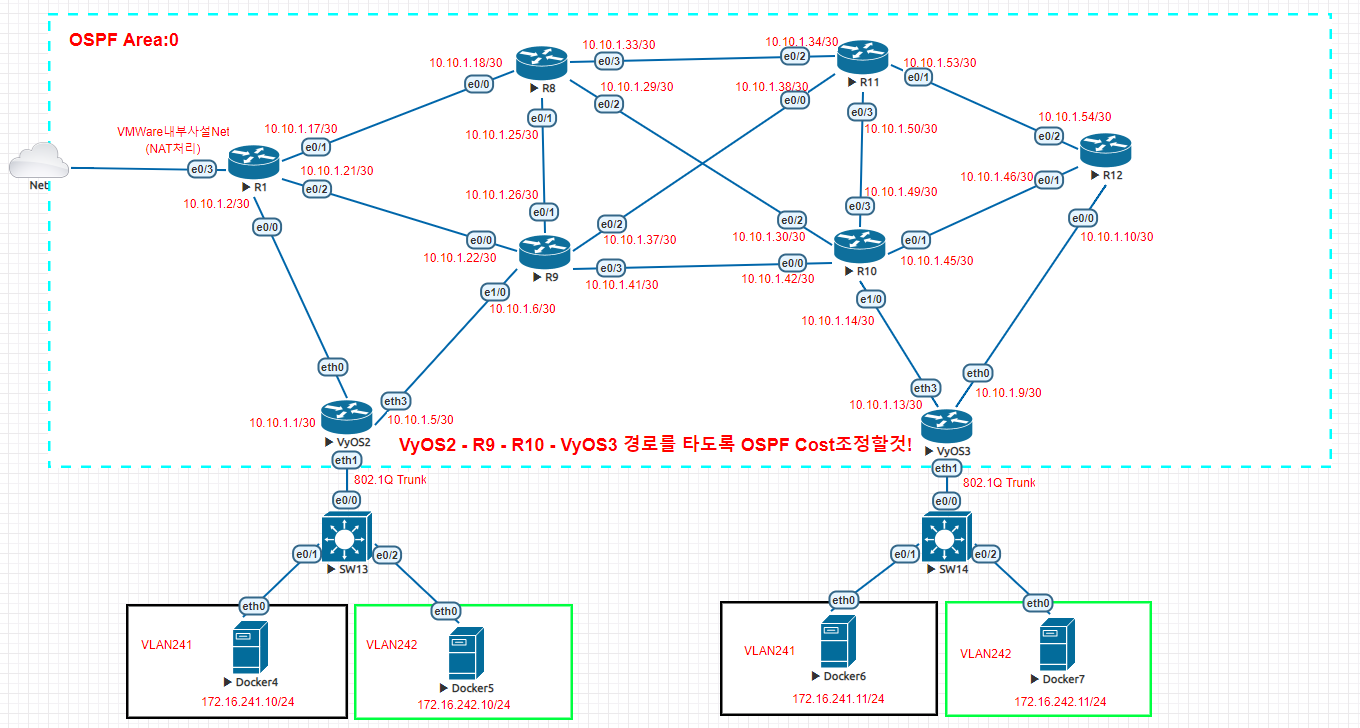 OSPF Area:0
10.10.1.33/30
10.10.1.34/30
e0/3
e0/2
10.10.1.18/30
e0/0
R8
10.10.1.29/30
e0/2
10.10.1.38/30
e0/0
R11
10.10.1.53/30
e0/1
e0/1
10.10.1.25/30
e0/3
10.10.1.50/30
10.10.1.54/30
e0/2
VMWare내부사설Net
(NAT처리)
10.10.1.17/30
e0/1
Net
e0/3
R1
10.10.1.21/30
e0/2
10.10.1.2/30
e0/0
10.10.1.26/30
e0/1
10.10.1.49/30
e0/3
10.10.1.46/30
e0/1
R12
e0/0
10.10.1.10/30
e0/0
10.10.1.22/30
R9
e0/2
10.10.1.37/30
e0/3
10.10.1.41/30
e0/2
10.10.1.30/30
e0/0
10.10.1.42/30
R10
e0/1
10.10.1.45/30
e1/0
10.10.1.6/30
e1/0
10.10.1.14/30
eth0
eth3
10.10.1.1/30
10.10.1.5/30
VyOS2
eth1
eth3
eth0
10.10.1.13/30
10.10.1.9/30
VyOS3
eth1
VyOS2 - R9 - R10 - VyOS3 경로를 타도록 OSPF Cost조정할것!
802.1Q Trunk
e0/0
e0/1
e0/2
SW13
802.1Q Trunk
e0/0
e0/1
e0/2
SW14
eth0
VLAN241
Docker4
172.16.241.10/24
eth0
VLAN242
Docker5
172.16.242.10/24
eth0
VLAN241
Docker6
172.16.241.11/24
eth0
VLAN242
Docker7
172.16.242.11/24